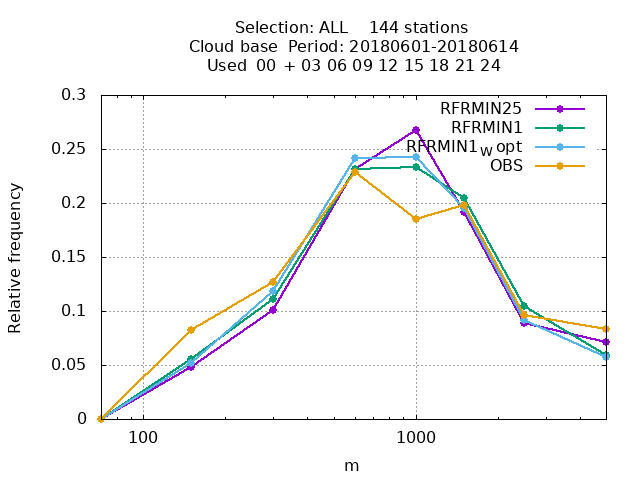 Selection: ALL    144 stations
Cloud base  Period: 20180601-20180614
Used  00 + 03 06 09 12 15 18 21 24
0.3
0.25
0.2
0.15
0.1
0.05
0
Relative frequency
RFRMIN25
RFRMIN1
RFRMIN1_W opt
OBS
100
1000
m